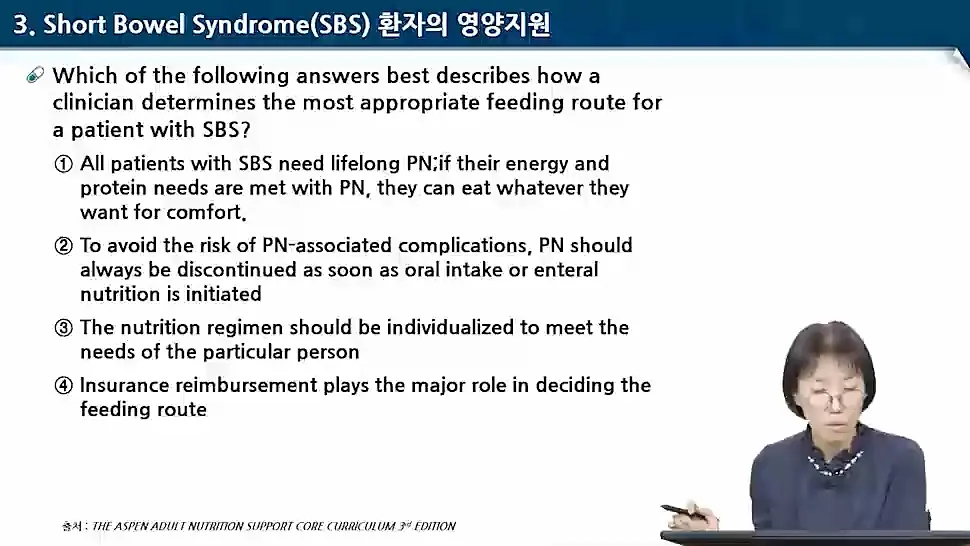 3. Short Bowel Syndrome(SBS) 환자의 영양지원
Which of the following answers best describes how a
clinician determines the most appropriate feeding route for
a patient with SBS?
① All patients with SBS need lifelong PN;if their energy and
protein needs are met with PN, they can eat whatever they
want for comfort.
② To avoid the risk of PN-associated complications, PN should
always be discontinued as soon as oral intake or enteral
nutrition is initiated
③ The nutrition regimen should be individualized to meet the
needs of the particular person
④ Insurance reimbursement plays the major role in deciding the
feeding route
출처 : THE ASPEN ADULT NUTRITION SUPPORT CORE CURRICULUM 3rd EDITION